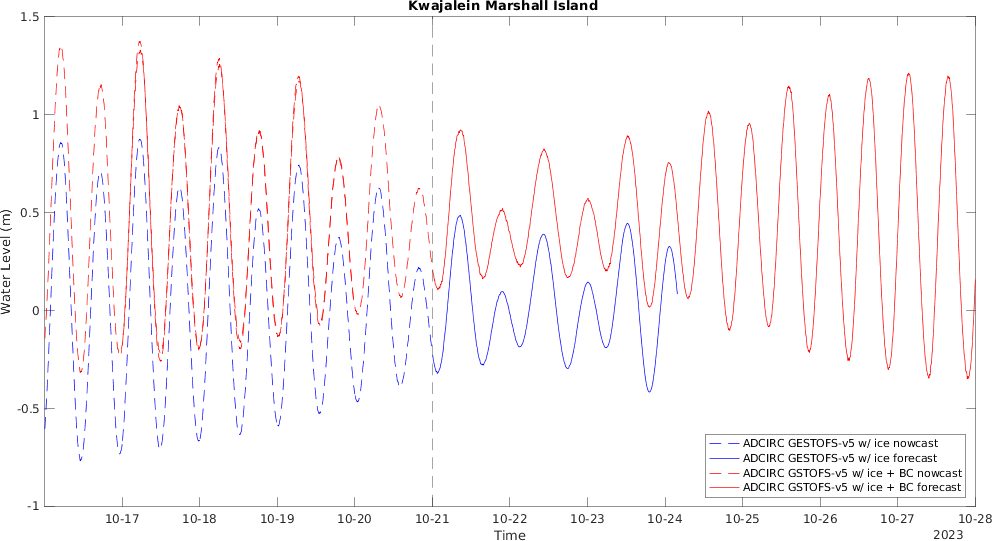 Kwajalein Marshall Island
1.5
1
0.5
0
-0.5
-1
Water Level (m)
10-17 10-18 10-19 10-20 10-21 10-22 10-23 10-24 10-25 10-26 10-27 10-28
Time
2023
ADCIRC GESTOFS-v5 w/ ice nowcast
ADCIRC GESTOFS-v5 w/ ice forecast
ADCIRC GSTOFS-v5 w/ ice + BC nowcast
ADCIRC GSTOFS-v5 w/ ice + BC forecast